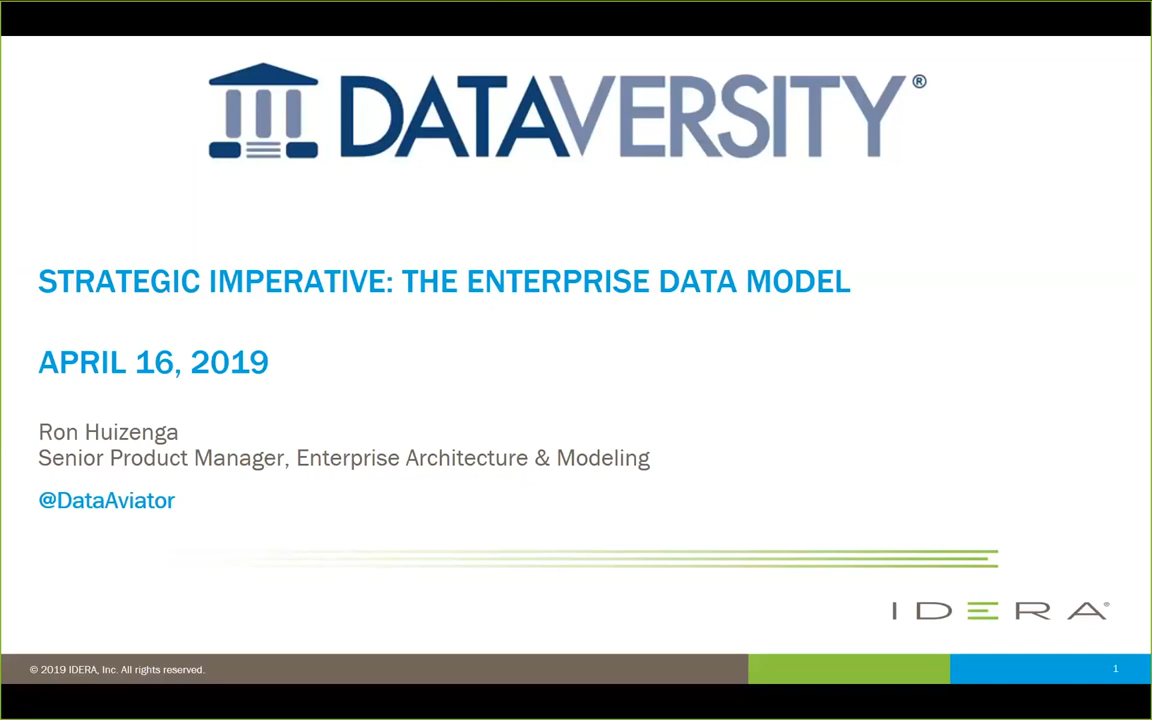 DATAVERSITY®
STRATEGIC IMPERATIVE: THE ENTERPRISE DATA MODEL
APRIL 16, 2019
Ron Huizenga
Senior Product Manager, Enterprise Architecture & Modeling
@DataAviator
IDERA®
© 2019 IDERA, Inc. All rights reserved.
1